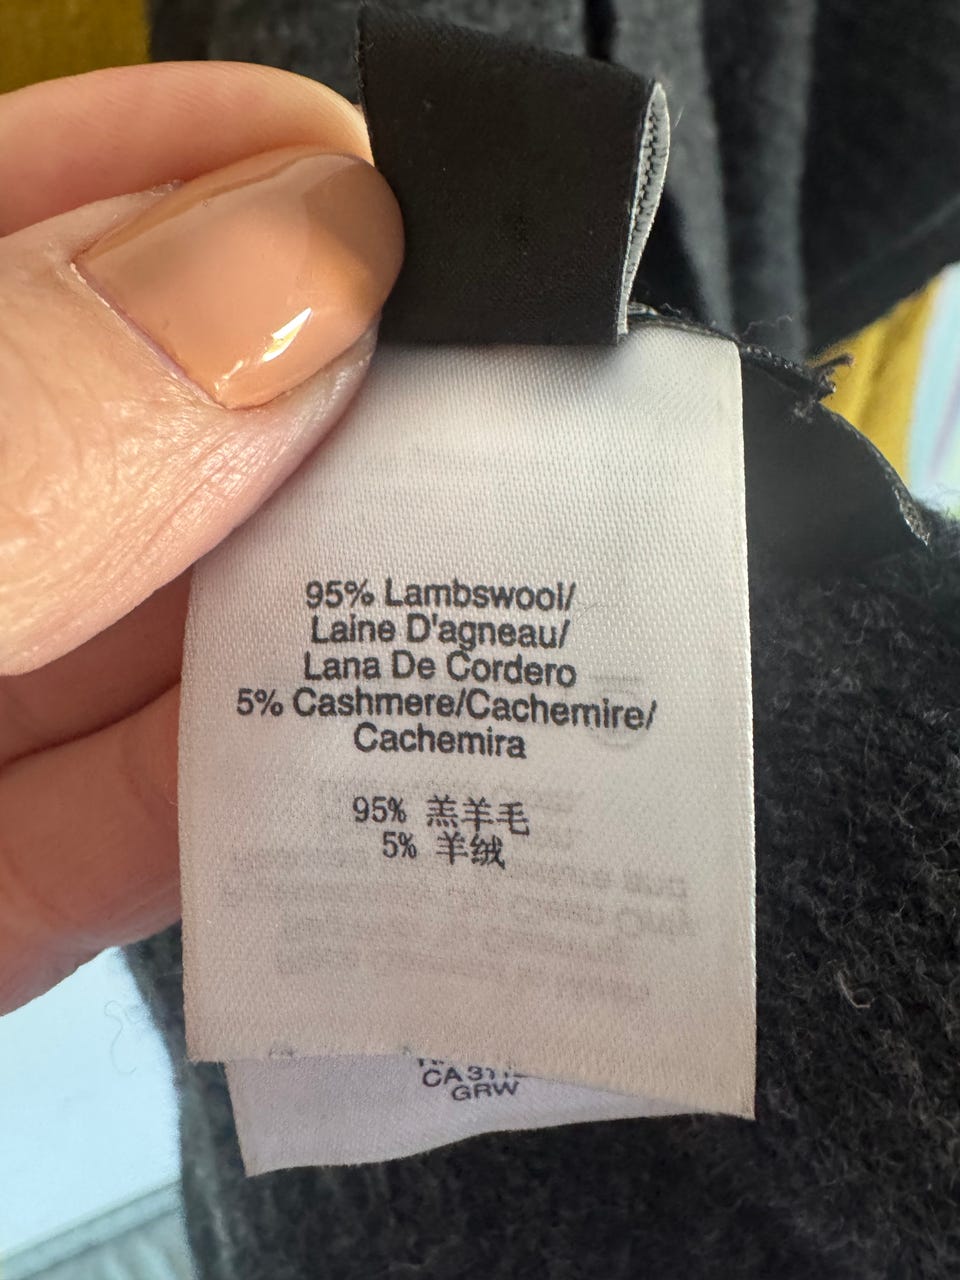 95% Lambswool/
Laine D'agneau/
Lana De Cordero
5% Cashmere/Cachemire/
Cachemira
95% 羔羊毛
5% 羊绒
GRW